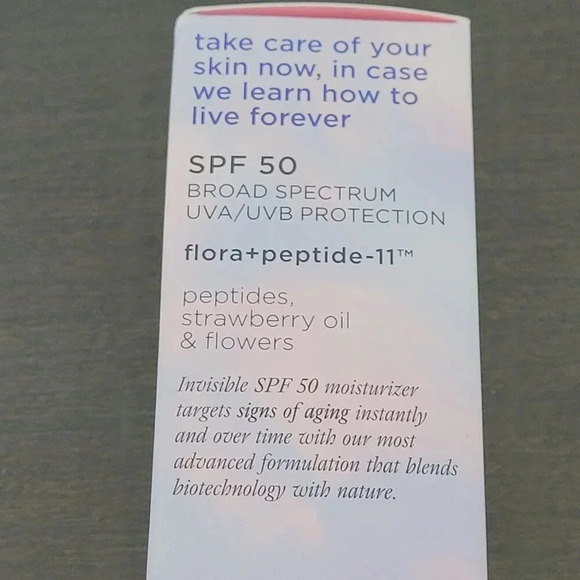 take care of your
skin now, in case
we learn how to
live forever
SPF 50
BROAD SPECTRUM
UVA/UVB PROTECTION
flora+peptide-11™
peptides,
strawberry oil
& flowers
Invisible SPF 50 moisturizer
targets signs of aging instantly
and over time with our most
advanced formulation that blends
biotechnology with nature.